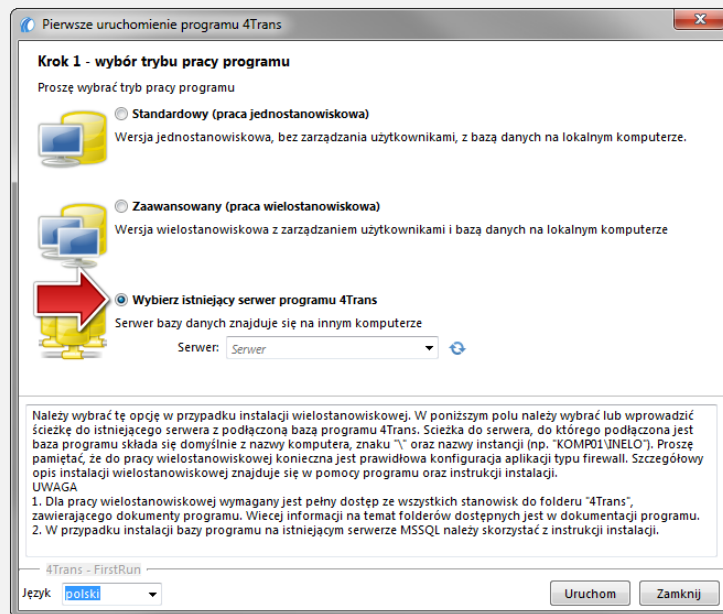 Pierwsze uruchomienie programu 4Trans
Krok 1 - wybór trybu pracy programu
Proszę wybrać tryb pracy programu
Standardowy (praca jednostanowiskowa)
Wersja jednostanowiskowa, bez zarządzania użytkownikami, z bazą danych na lokalnym komputerze.
Zaawansowany (praca wielostanowiskowa)
Wersja wielostanowiskowa z zarządzaniem użytkownikami i bazą danych na lokalnym komputerze
Wybierz istniejący serwer programu 4Trans
Serwer bazy danych znajduje się na innym komputerze
Serwer: Serwer
Należy wybrać tę opcję w przypadku instalacji wielostanowiskowej. W poniższym polu należy wybrać lub wprowadzić
ścieżkę do istniejącego serwera z podłączoną bazą programu 4Trans. Scieżka do serwera, do którego podłączona jest
baza programu składa się domyślnie z nazwy komputera, znaku "\" oraz nazwy instancji (np. "KOMP01\INELO"). Proszę
pamiętać, że do pracy wielostanowiskowej konieczna jest prawidłowa konfiguracja aplikacji typu firewall. Szczegółowy
opis instalacji wielostanowiskowej znajduje się w pomocy programu oraz instrukcji instalacji.
UWAGA
1. Dla pracy wielostanowiskowej wymagany jest pełny dostęp ze wszystkich stanowisk do folderu "4Trans",
zawierającego dokumenty programu. Wiecej informacji na temat folderów dostępnych jest w dokumentacji programu.
2. W przypadku instalacji bazy programu na istniejącym serwerze MSSQL należy skorzystać z instrukcji instalacji.
4Trans - FirstRun
Język polski Uruchom Zamknij